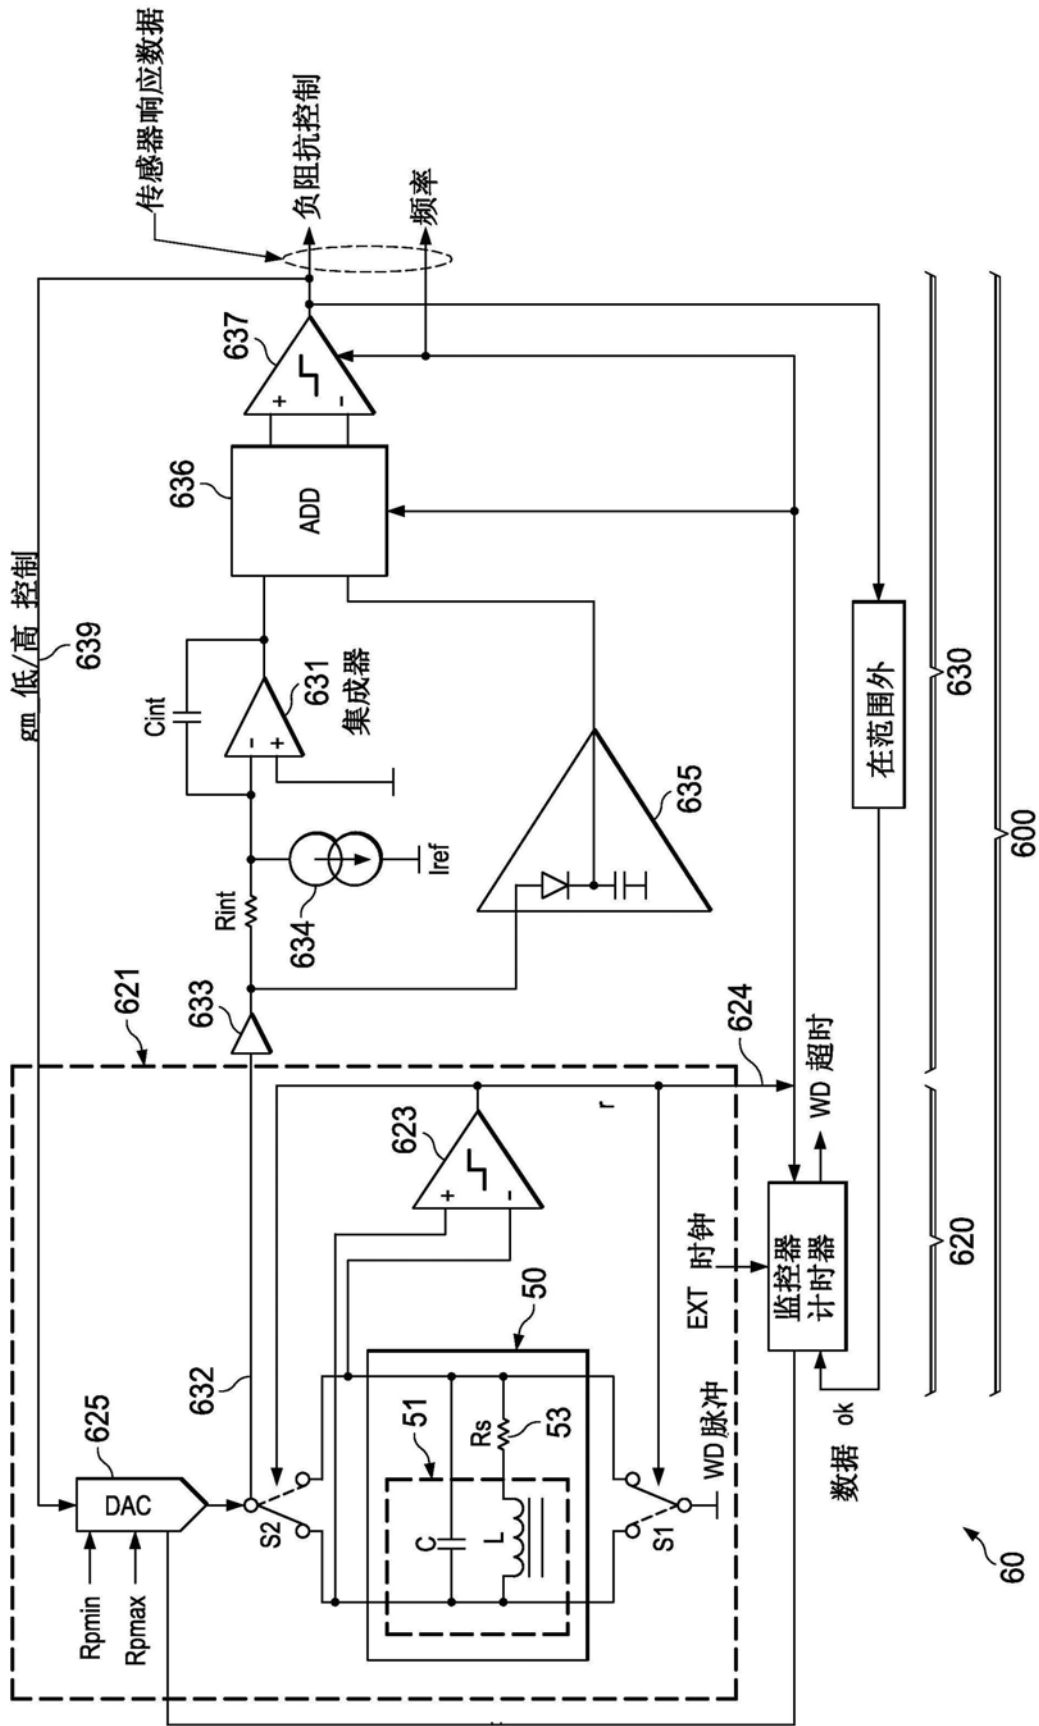 传感器响应数据
负阻抗控制
频率
gm 低/高 控制
639
637
+
-
636
ADD
Cint
-
+
631
集成器
Rint
634
Iref
635
633
621
632
623
+
-
624
r
625
DAC
Rpmin
Rpmax
S2
50
51
C
L
Rs
53
S1
WD 脉冲
EXT 时钟
监控器
计时器
WD 超时
数据 ok
在范围外
620
630
600
60